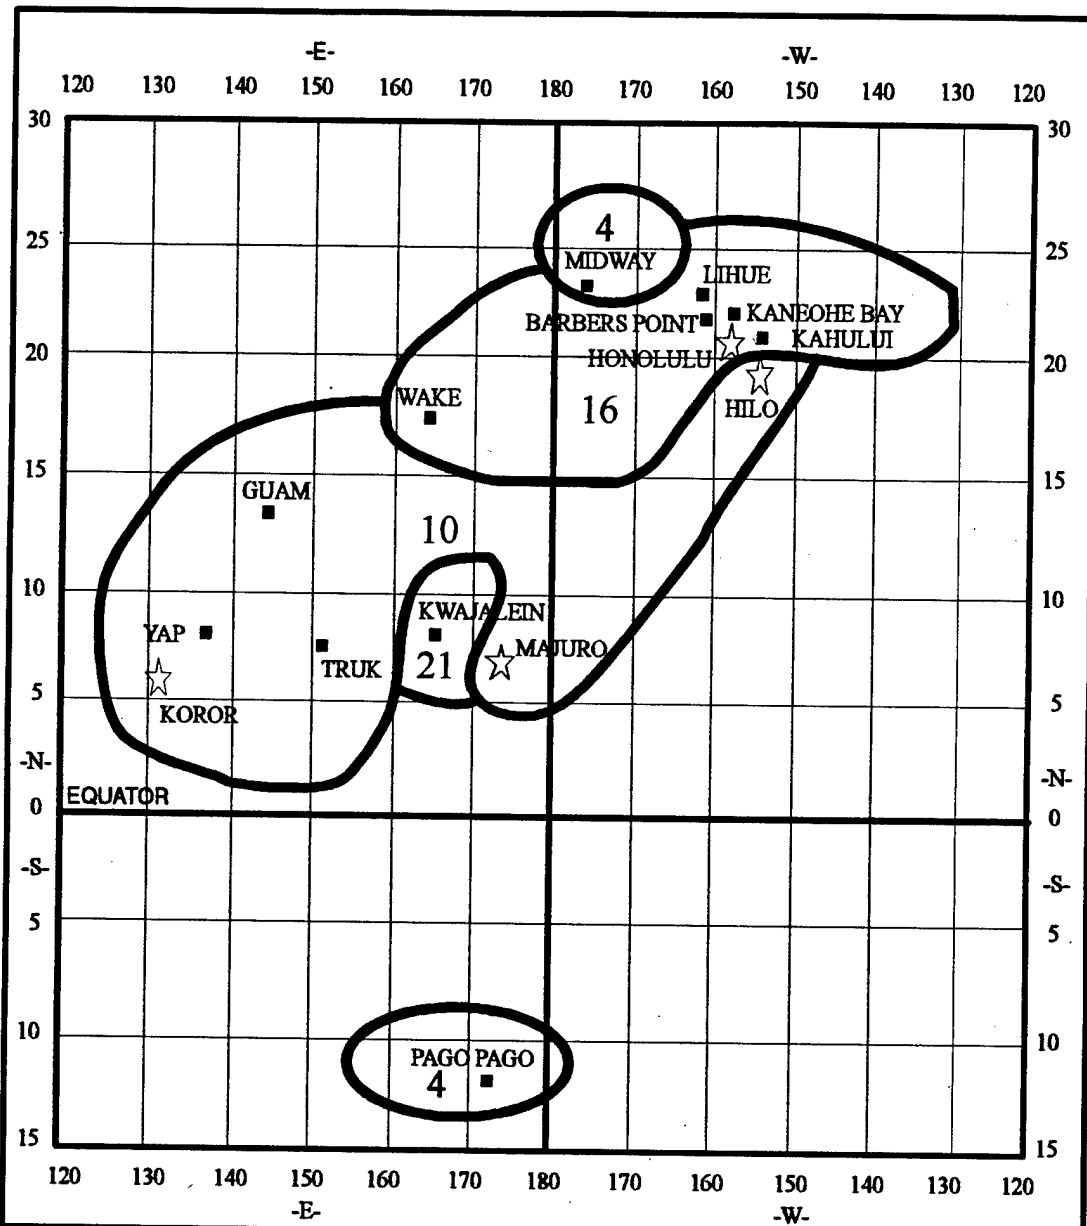 -E- -W-
120 130 140 150 160 170 180 170 160 150 140 130 120
30 30
4
25 25
MIDWAY
LIHUE
KANEOHE BAY
BARBERS POINT
KAHULUI
20 HONOLULU 20
WAKE
16 HILO
15 15
GUAM
10
10 10
KWAJALEIN
YAP MAJURO
21
TRUK
5 5
KOROR
-N- -N-
EQUATOR
0 0
-S- -S-
5 5
10 10
PAGO PAGO
4
15 15
120 130 140 150 160 170 180 170 160 150 140 130 120
-E- -W-